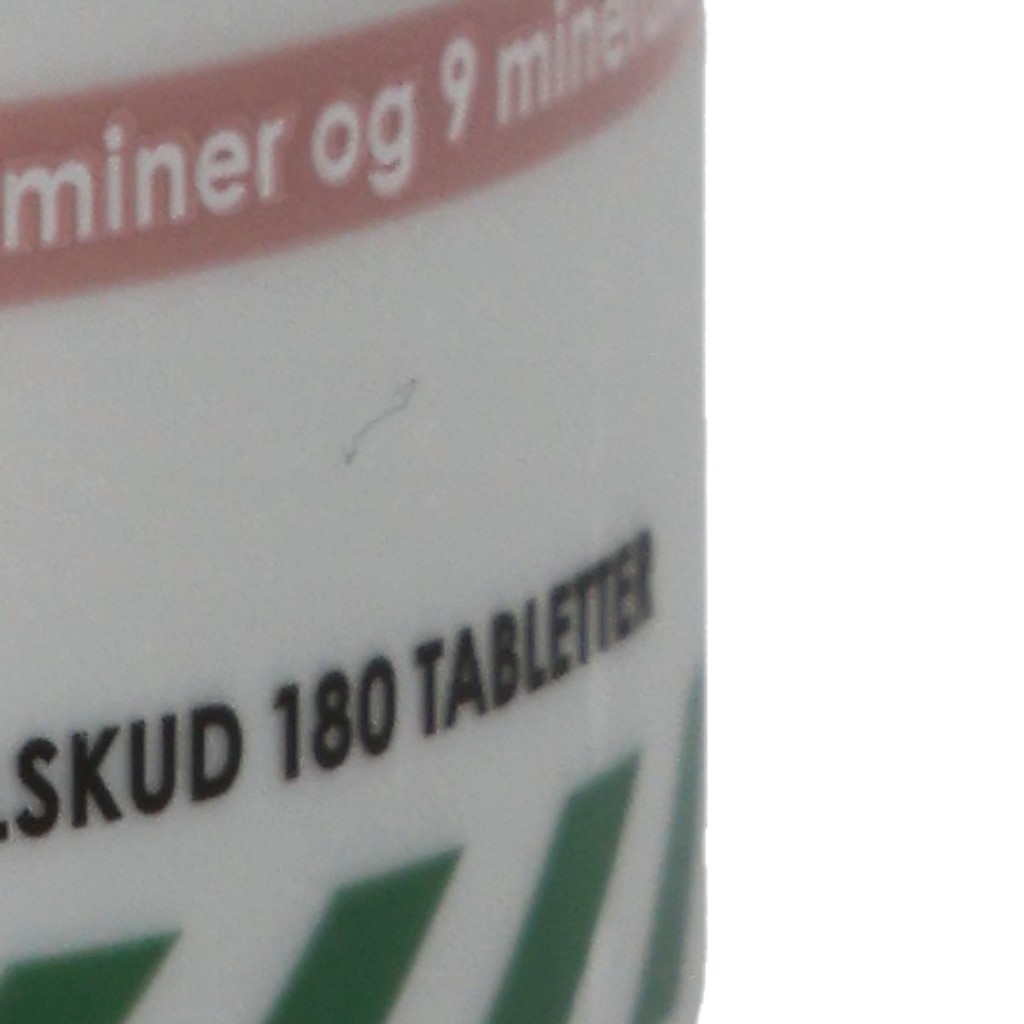 miner og 9 miner
LSKUD 180 TABLETTER